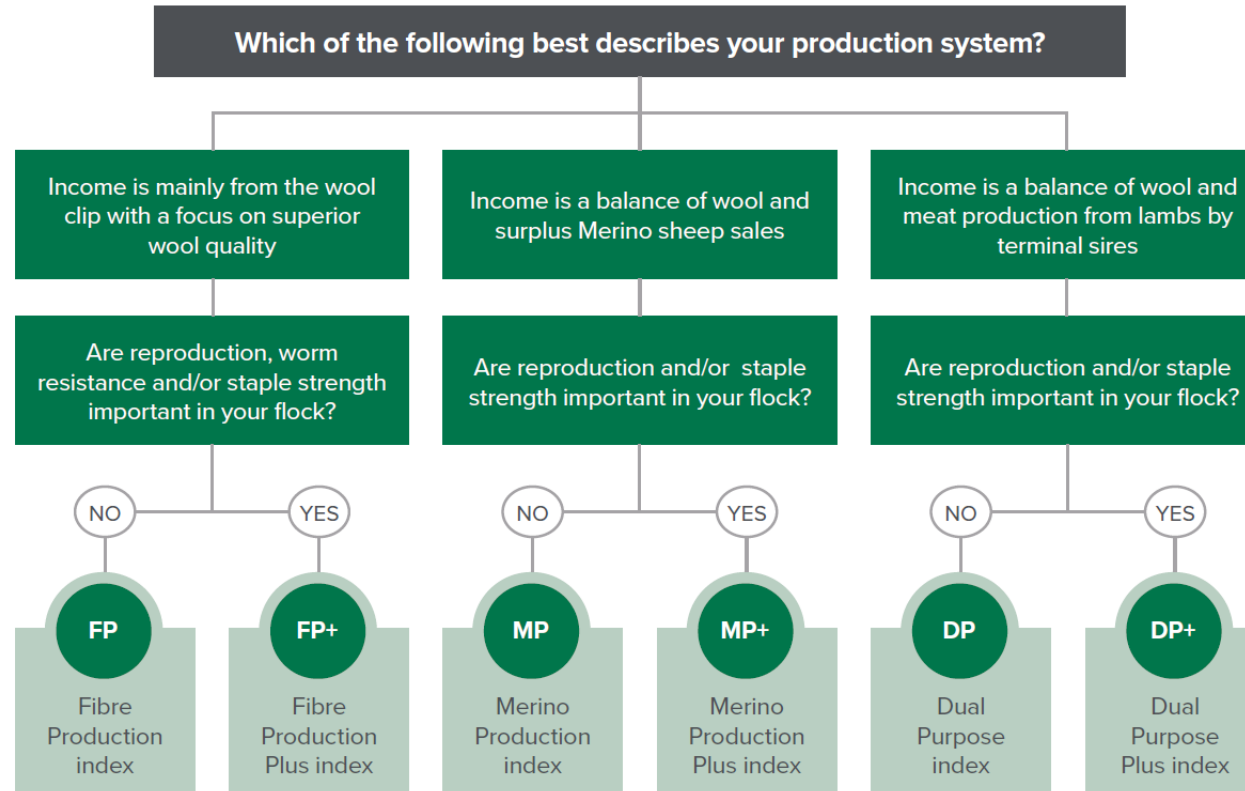 Which of the following best describes your production system?
Income is mainly from the wool
clip with a focus on superior
wool quality
Income is a balance of wool and
surplus Merino sheep sales
Income is a balance of wool and
meat production from lambs by
terminal sires
Are reproduction, worm
resistance and/or staple strength
important in your flock?
Are reproduction and/or staple
strength important in your flock?
Are reproduction and/or staple
strength important in your flock?
NO
YES
NO
YES
NO
YES
FP
FP+
MP
MP+
DP
DP+
Fibre
Production
index
Fibre
Production
Plus index
Merino
Production
index
Merino
Production
Plus index
Dual
Purpose
index
Dual
Purpose
Plus index